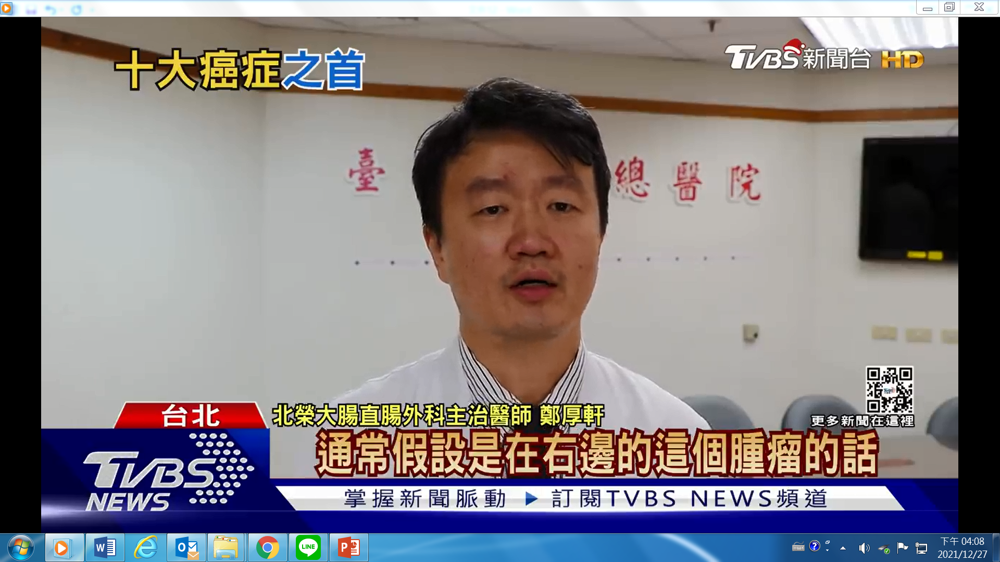 十大癌症之首
TVBS新聞台 HD
臺 總醫院
台北
北榮大腸直腸外科主治醫師 鄭厚軒
更多新聞在這裡
通常假設是在右邊的這個腫瘤的話
TVBS
NEWS
掌握新聞脈動 ▶ 訂閱TVBS NEWS頻道
LINE
下午 04:08
2021/12/27